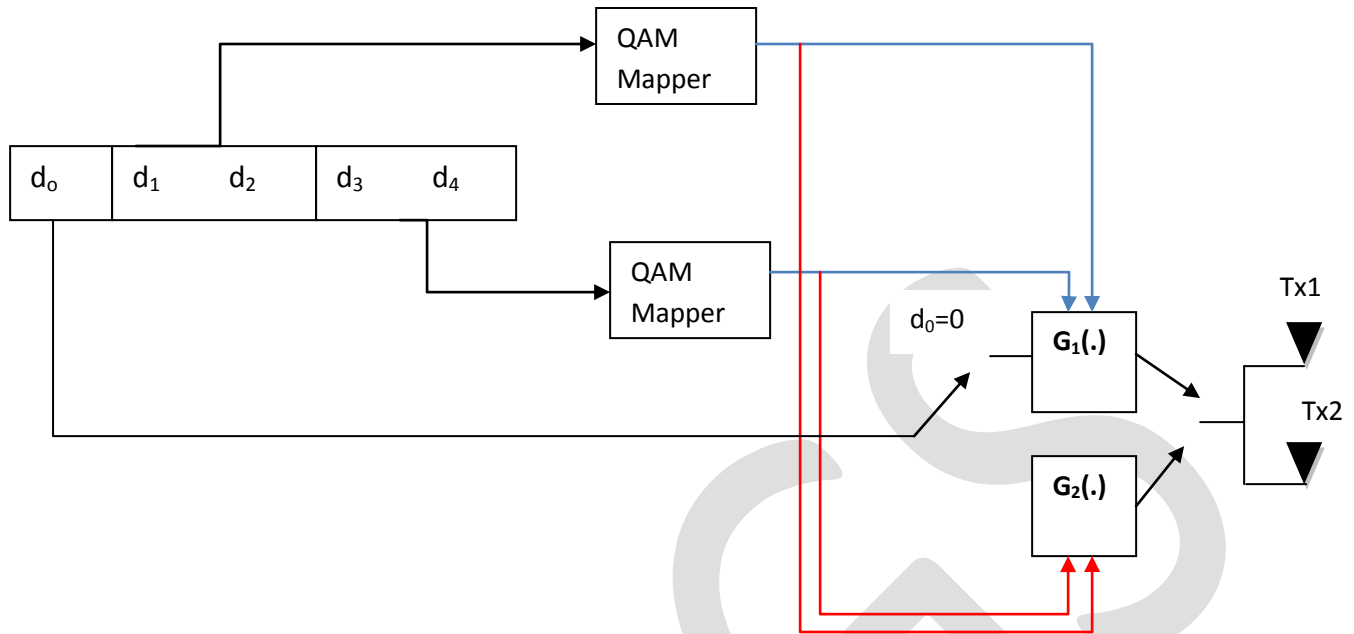 QAM
Mapper
d₀ d₁ d₂ d₃ d₄
QAM
Mapper
d₀=0
G₁(.)
Tx1
Tx2
G₂(.)